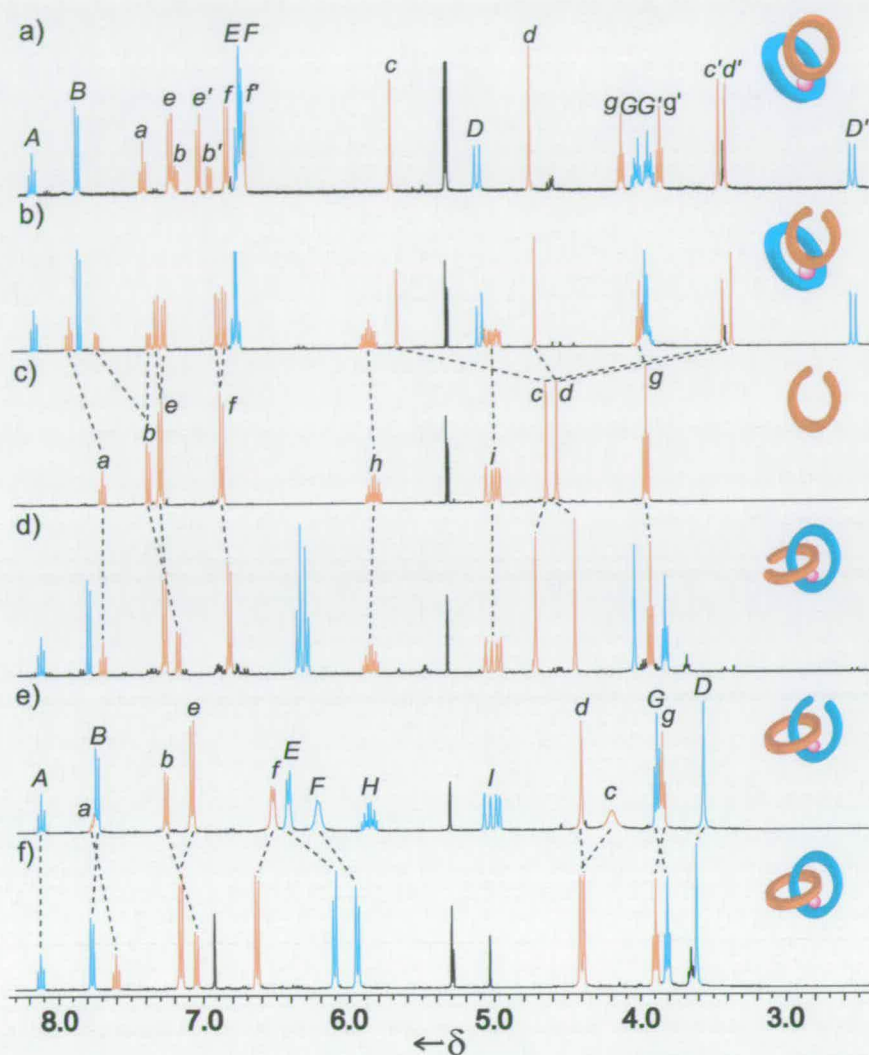 a)
A B a e b e' b' f f' E F c D d g G G' g' c' d' D'
b)
c)
a b e f h c i d g
d)
e)
A a B b e f E F H I d c G g D
f)
8.0 7.0 6.0 5.0 4.0 3.0
←δ